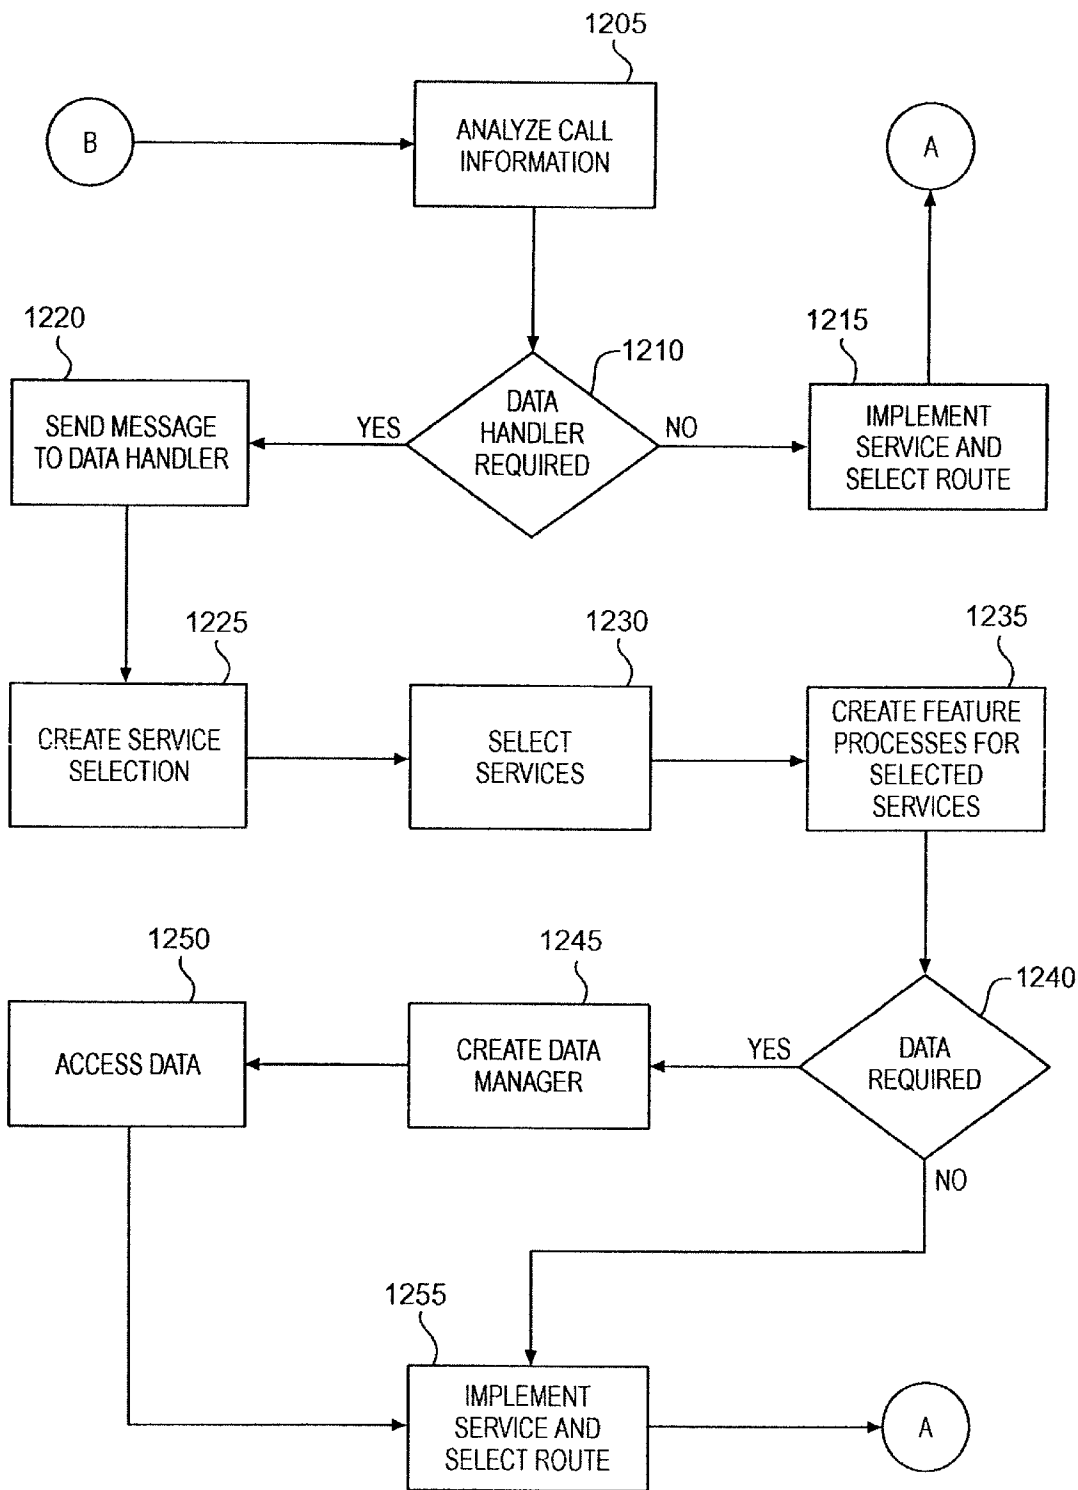 1205
B
ANALYZE CALL
INFORMATION
A
1220
1210
1215
SEND MESSAGE
TO DATA HANDLER
YES
DATA
HANDLER
REQUIRED
NO
IMPLEMENT
SERVICE AND
SELECT ROUTE
1225
1230
1235
CREATE SERVICE
SELECTION
SELECT
SERVICES
CREATE FEATURE
PROCESSES FOR
SELECTED
SERVICES
1250
1245
1240
ACCESS DATA
CREATE DATA
MANAGER
YES
DATA
REQUIRED
NO
1255
IMPLEMENT
SERVICE AND
SELECT ROUTE
A